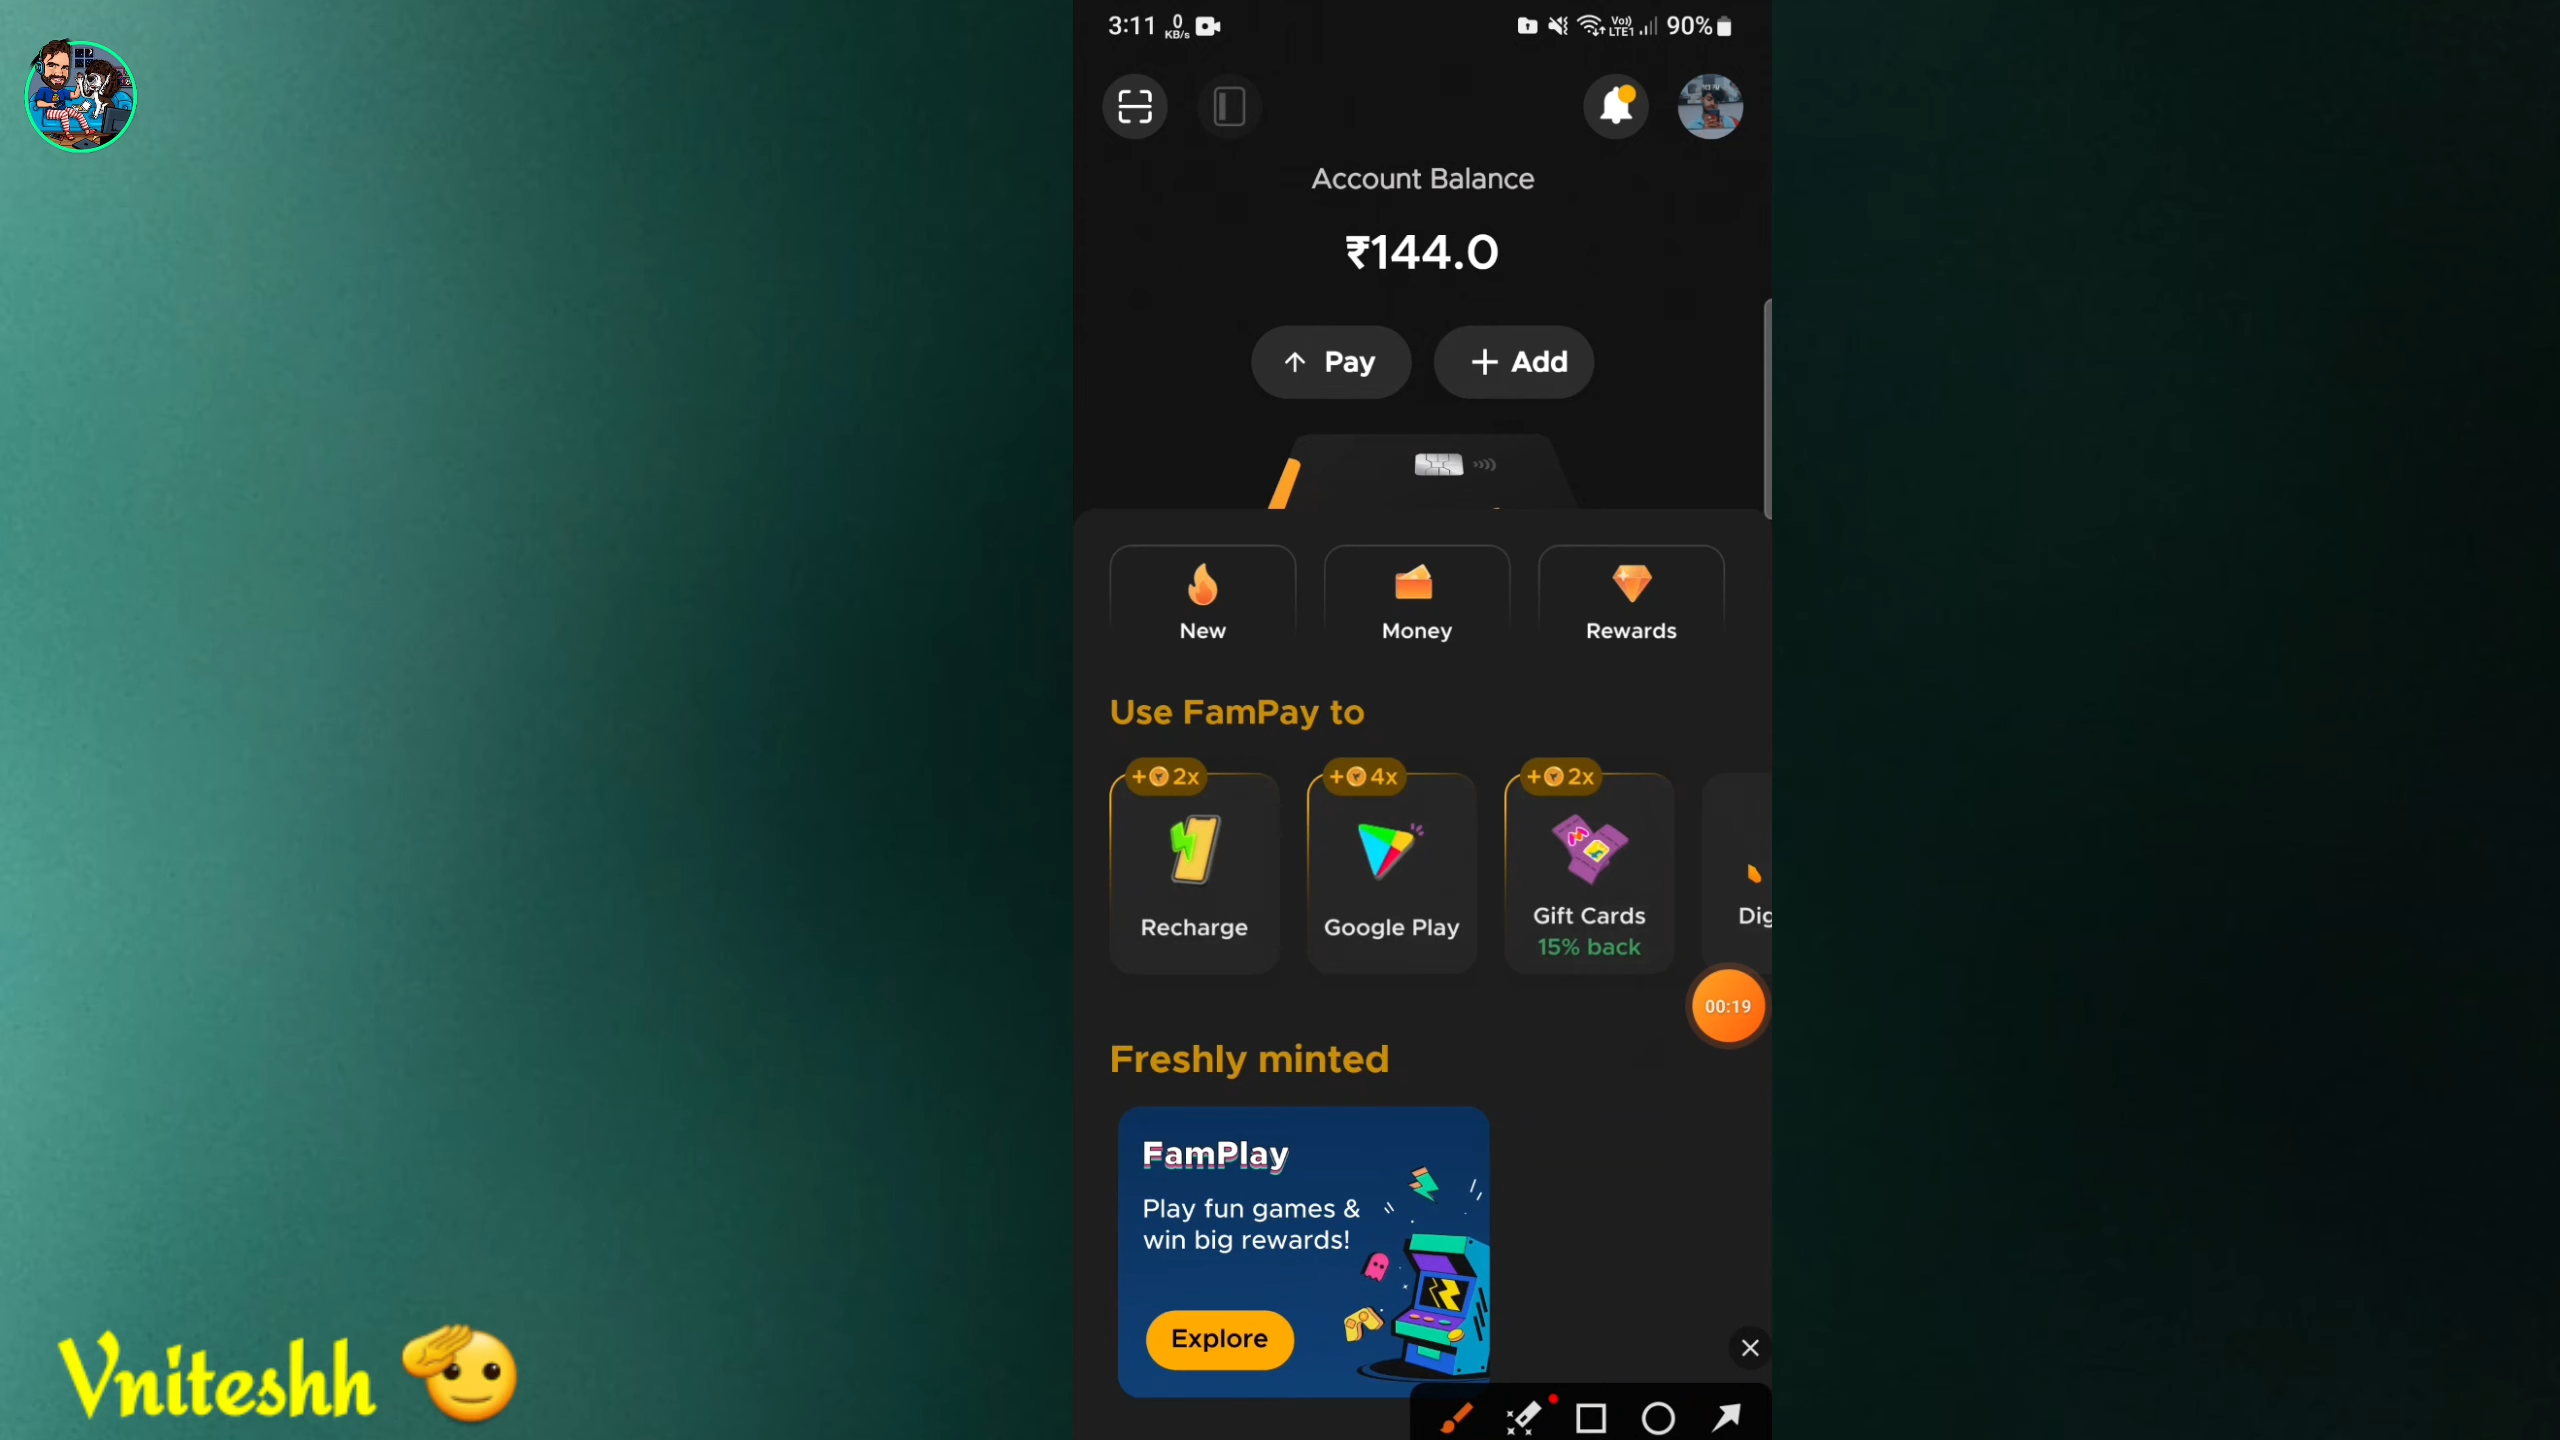 3:11 0 KB/s Vo) LTE1 90%
Account Balance
₹144.0
Pay Add
New Money Rewards
Use FamPay to
+ 2x + 4x + 2x
Recharge Google Play Gift Cards Dig
15% back
00:19
Freshly minted
FamPlay
Play fun games &
win big rewards!
Explore
Vniteshh